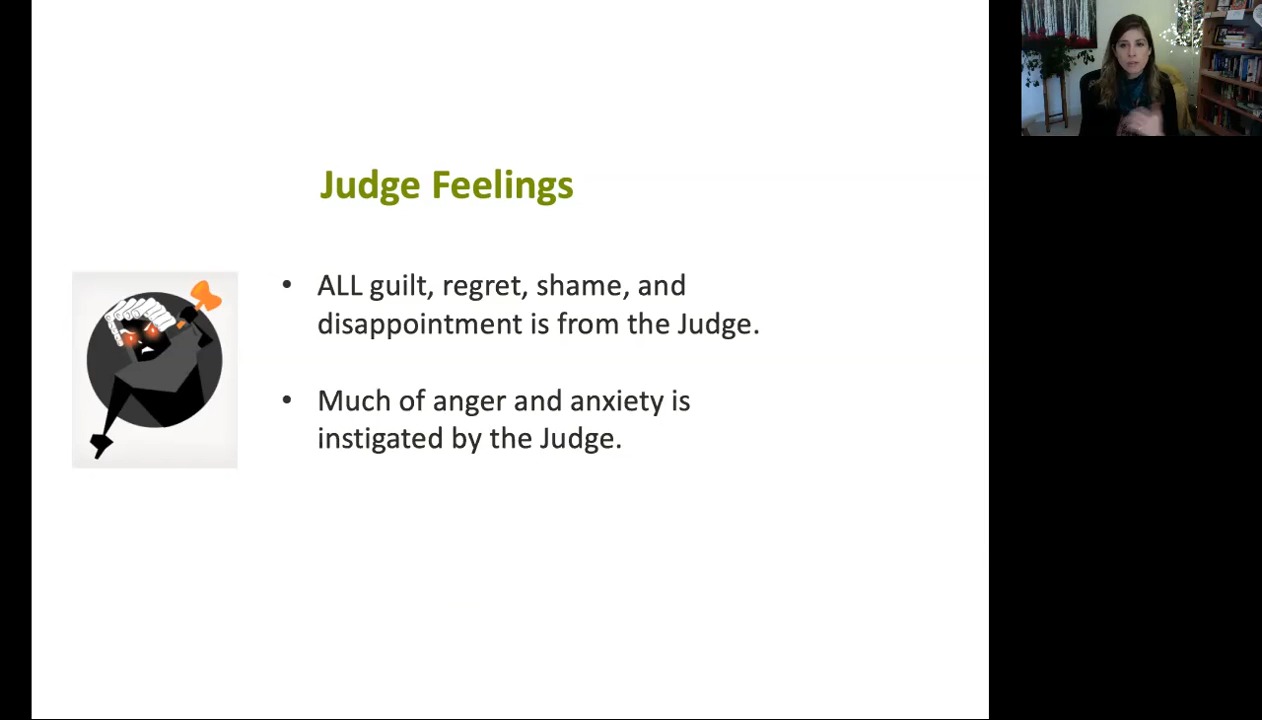 Judge Feelings
• ALL guilt, regret, shame, and
disappointment is from the Judge.
• Much of anger and anxiety is
instigated by the Judge.